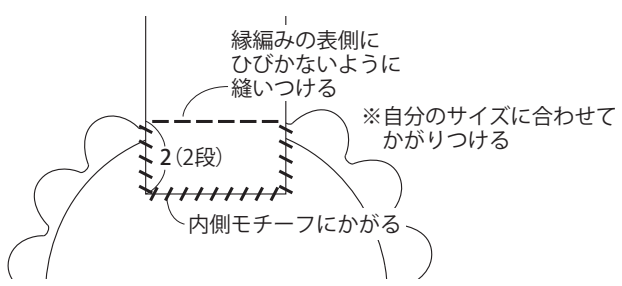 縁編みの表側に
ひびかないように
縫いつける
※自分のサイズに合わせて
かがりつける
2(2段)
内側モチーフにかがる